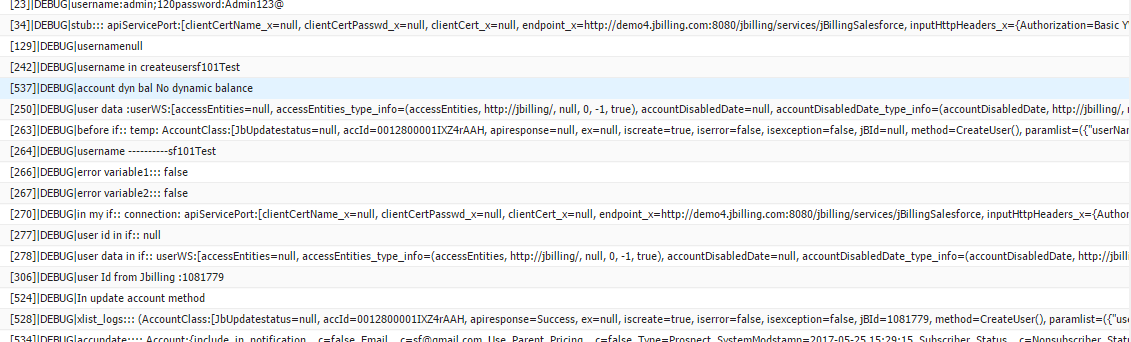 [23]|DEBUG|username:admin;120password:Admin123@
[34]|DEBUG|stub::: apiServicePort:[clientCertName_x=null, clientCertPasswd_x=null, clientCert_x=null, endpoint_x=http://demo4.jbilling.com:8080/jbilling/services/jBillingSalesforce, inputHttpHeaders_x={Authorization=Basic Y
[129]|DEBUG|usernamenull
[242]|DEBUG|username in createusersf101Test
[537]|DEBUG|account dyn bal No dynamic balance
[250]|DEBUG|user data :userWS:[accessEntities=null, accessEntities_type_info=(accessEntities, http://jbilling/, null, 0, -1, true), accountDisabledDate=null, accountDisabledDate_type_info=(accountDisabledDate, http://jbilling/,
[263]|DEBUG|before if:: temp: AccountClass:[JbUpdatestatus=null, accId=0012800001IXZ4rAAH, apiresponse=null, ex=null, iscreate=true, iserror=false, isexception=false, jBId=null, method=CreateUser(), paramlist=({"userNar
[264]|DEBUG|username ----------sf101Test
[266]|DEBUG|error variable1::: false
[267]|DEBUG|error variable2::: false
[270]|DEBUG|in my if:: connection: apiServicePort:[clientCertName_x=null, clientCertPasswd_x=null, clientCert_x=null, endpoint_x=http://demo4.jbilling.com:8080/jbilling/services/jBillingSalesforce, inputHttpHeaders_x={Author
[277]|DEBUG|user id in if:: null
[278]|DEBUG|user data in if:: userWS:[accessEntities=null, accessEntities_type_info=(accessEntities, http://jbilling/, null, 0, -1, true), accountDisabledDate=null, accountDisabledDate_type_info=(accountDisabledDate, http://jbilli
[306]|DEBUG|user Id from Jbilling :1081779
[524]|DEBUG|In update account method
[528]|DEBUG|xlist_logs::: (AccountClass:[JbUpdatestatus=null, accId=0012800001IXZ4rAAH, apiresponse=Success, ex=null, iscreate=true, iserror=false, isexception=false, jBId=1081779, method=CreateUser(), paramlist=({"use
[534]|DEBUG|accupdate:::: Account:{include_in_notification__c=false, Email__c=sf@gmail.com, Use_Parent_Pricing__c=false, Type=Prospect, SystemModstamp=2017-05-25 15:29:15, Subscriber_Status__c=Nonsubscriber, Stat